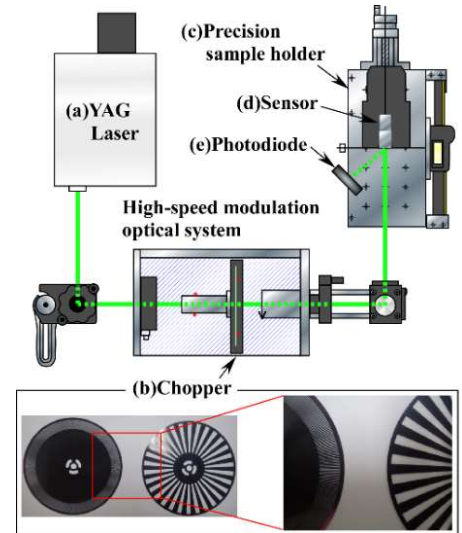 (a)YAG
Laser
(c)Precision
sample holder
(d)Sensor
(e)Photodiode
High-speed modulation
optical system
(b)Chopper